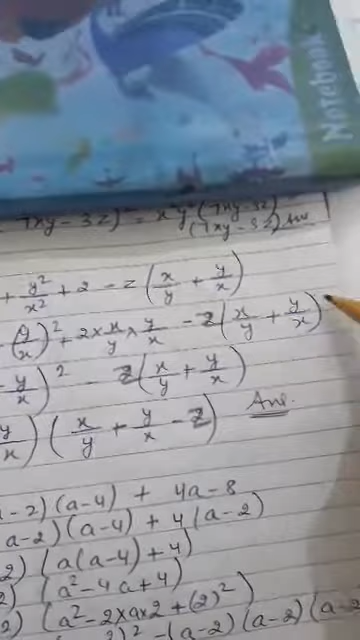 Notebook
7xy - 3z) = x²y²(7xy-3z)
(7xy-3z) Ans
+ y²/x² + 2 - z(x/y + y/x)
(y/x)² + 2 × x/y × y/x - z(x/y + y/x)
y/x)² - z(x/y + y/x)
y/x) (x/y + y/x - z) Ans.
a-2)(a-4) + 4a-8
a-2)(a-4) + 4(a-2)
2) (a(a-4)+4)
2) (a²-4a+4)
2) (a²-2×a×2+(2)²)
2)² = (a-2)(a-2)(a-2